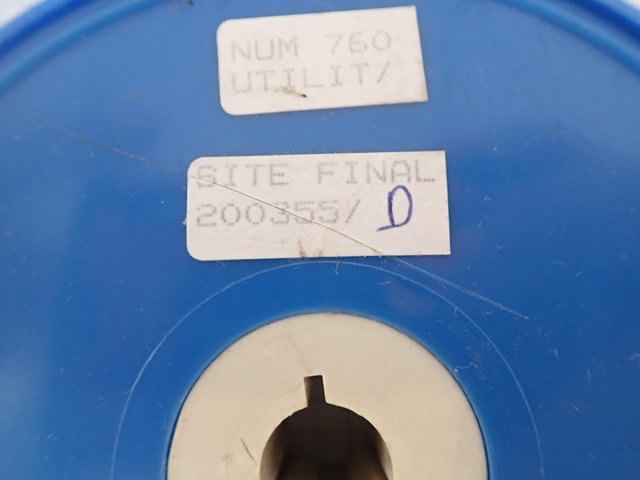 NUM 760
UTILIT/
SITE FINAL
200355/ D